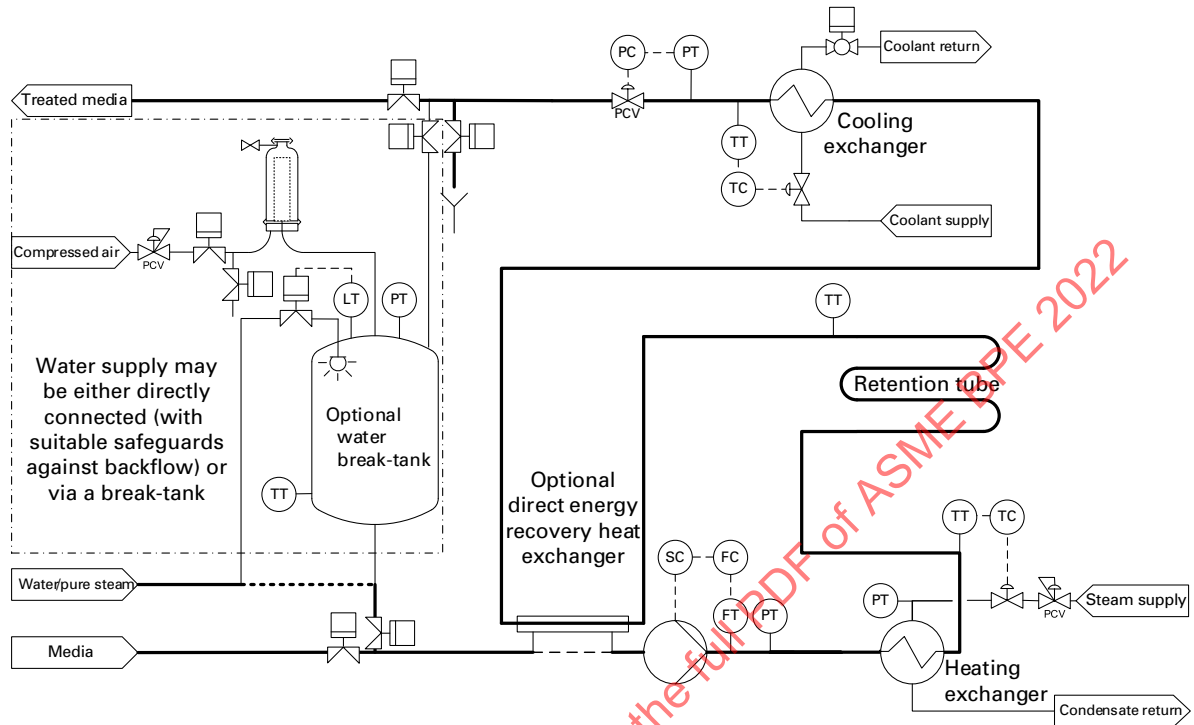 PC
PT
Coolant return
Treated media
PCV
Cooling
exchanger
TT
TC
Coolant supply
Compressed air
PCV
LT
PT
TT
Water supply may
be either directly
connected (with
suitable safeguards
against backflow) or
via a break-tank
Optional
water
break-tank
Retention tube
TT
Optional
direct energy
recovery heat
exchanger
TT
TC
SC
FC
Water/pure steam
PT
Steam supply
FT
PT
PCV
Media
Heating
exchanger
Condensate return
the full PDF of ASME BPE 2022